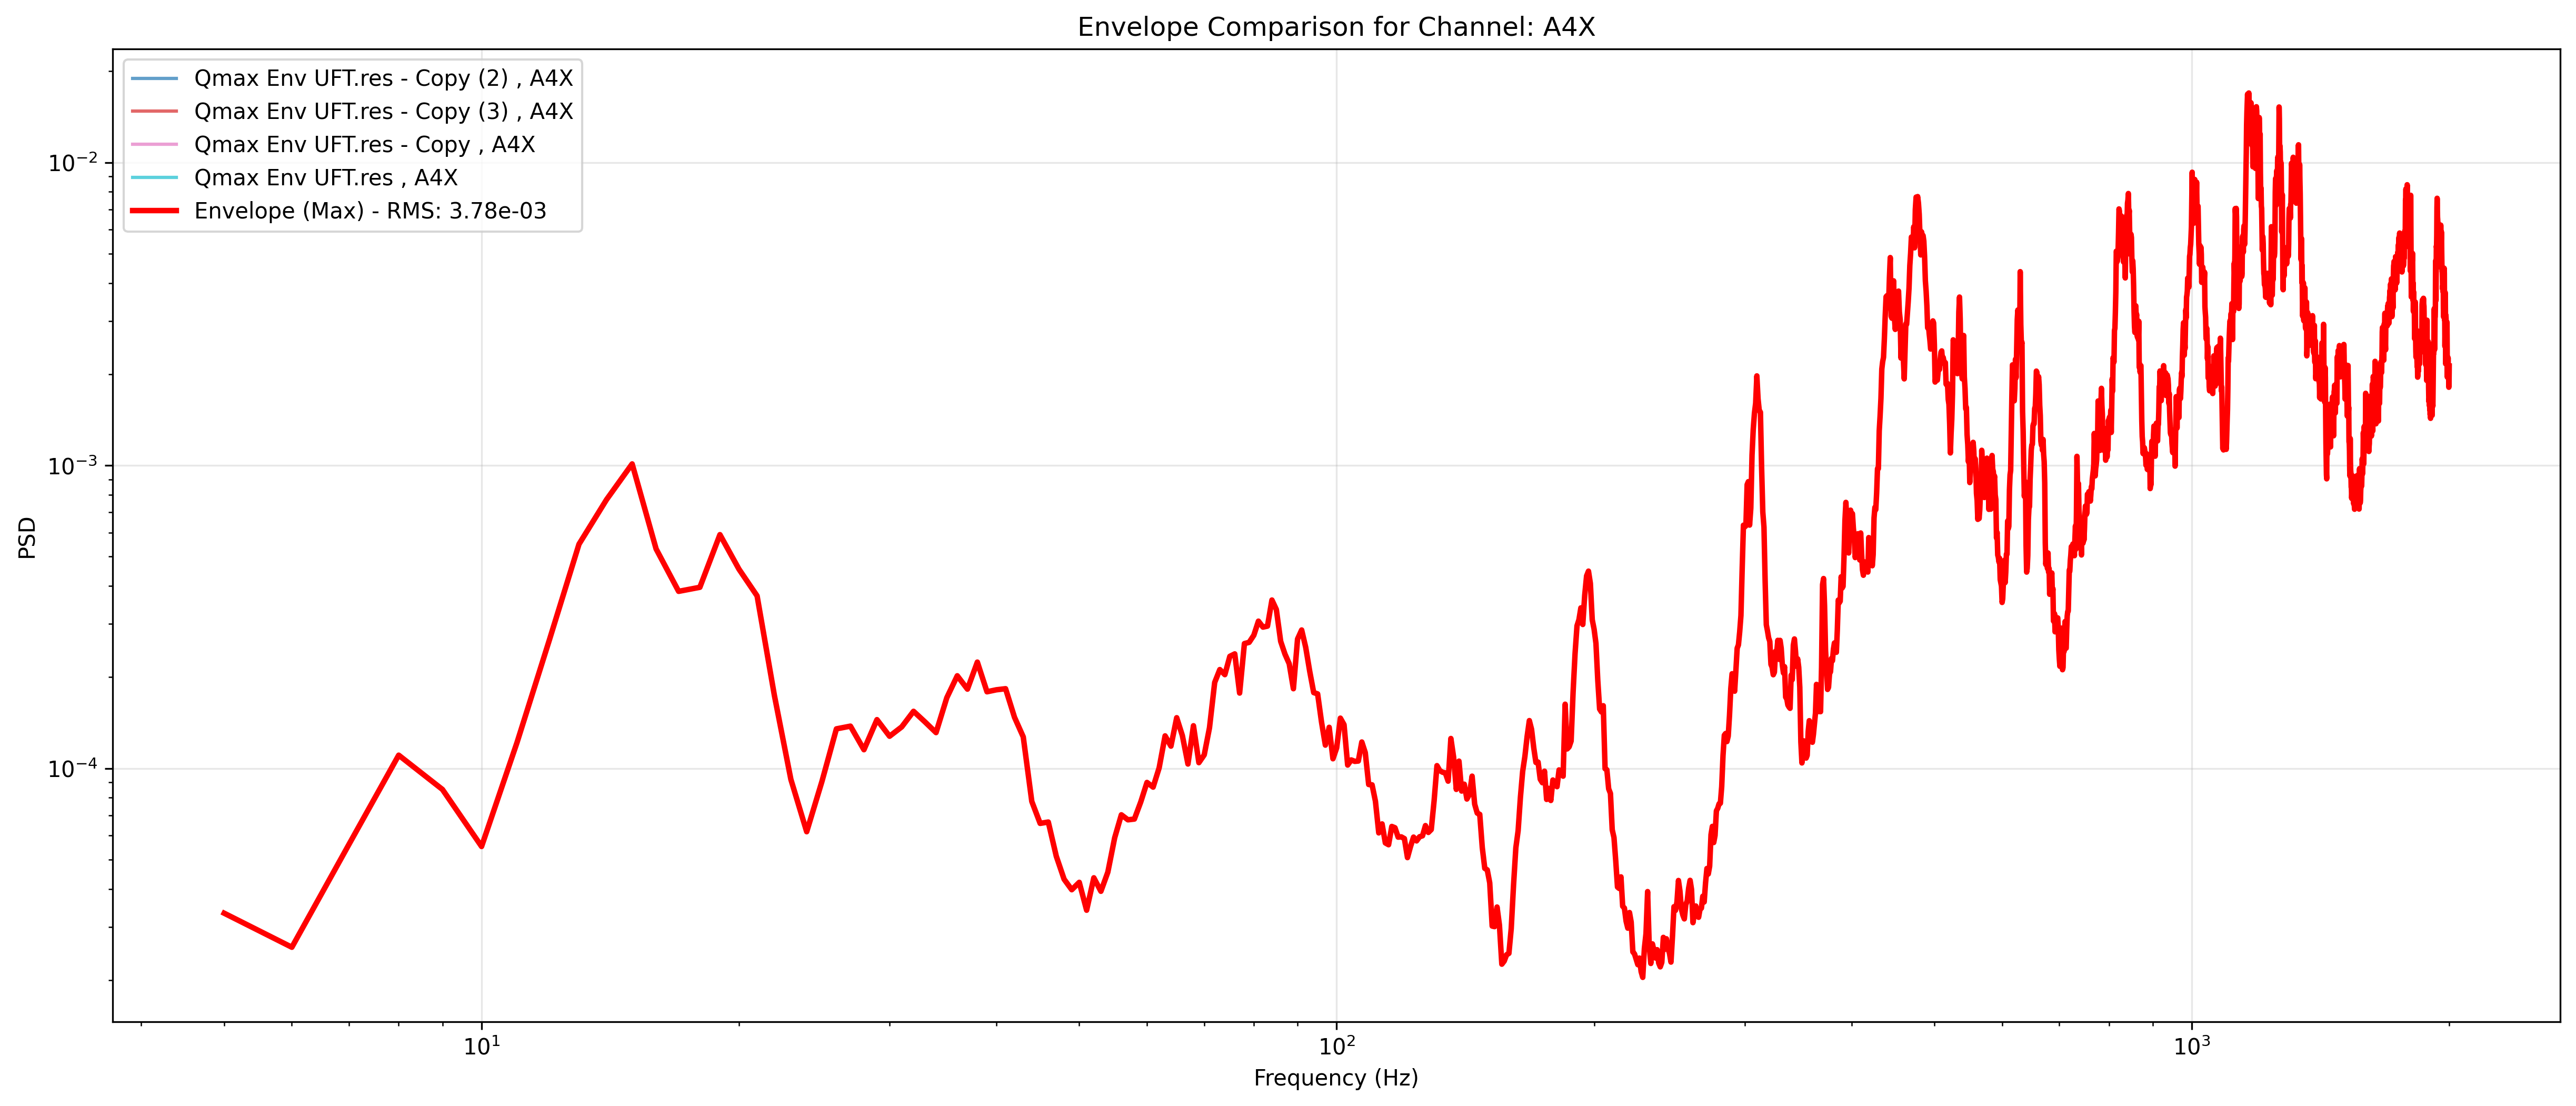 Envelope Comparison for Channel: A4X
Qmax Env UFT.res - Copy (2) , A4X
Qmax Env UFT.res - Copy (3) , A4X
Qmax Env UFT.res - Copy , A4X
Qmax Env UFT.res , A4X
Envelope (Max) - RMS: 3.78e-03
PSD
10⁻²
10⁻³
10⁻⁴
10¹ 10² 10³
Frequency (Hz)